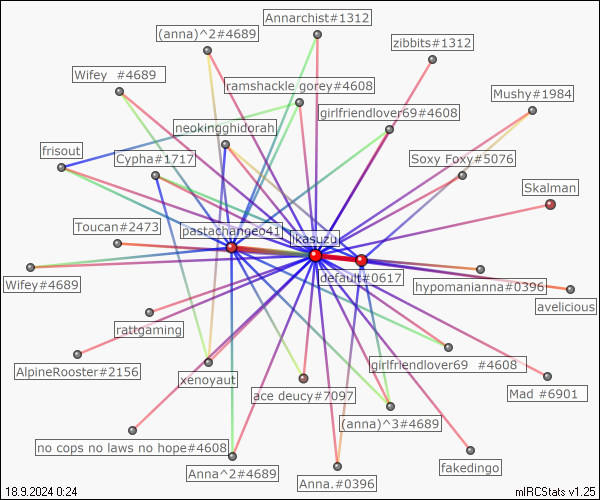 Annarchist#1312
(anna)^2#4689
zibbits#1312
Wifey #4689
ramshackle gorey#4608
Mushy#1984
girlfriendlover69#4608
neokingghidorah
frisout
Cypha#1717
Soxy Foxy#5076
Skalman
Toucan#2473
pastachangeo41
ikasuzu
Wifey#4689
default#0617
hypomanianna#0396
avelicious
rattgaming
AlpineRooster#2156
xenoyaut
girlfriendlover69 #4608
ace deucy#7097
Mad #6901
(anna)^3#4689
no cops no laws no hope#4608
Anna^2#4689
Anna.#0396
fakedingo
18.9.2024 0:24
mIRCStats v1.25